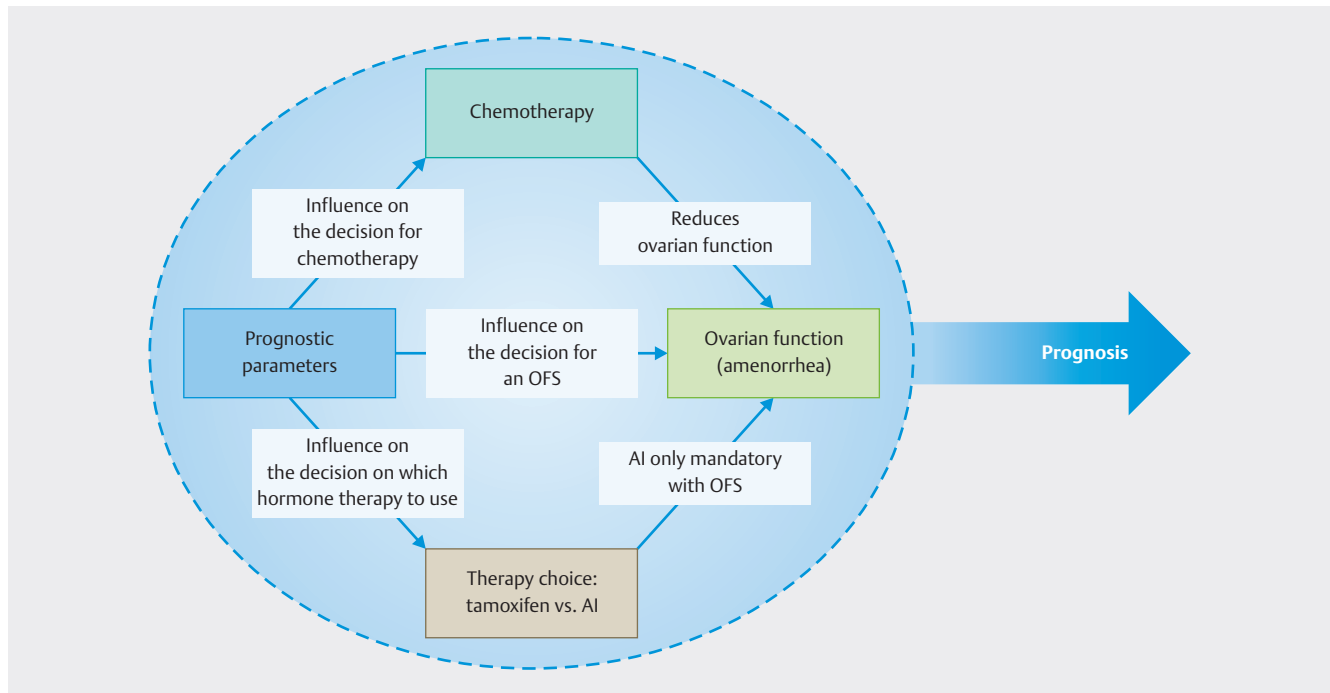 Chemotherapy
Influence on
the decision for
chemotherapy
Reduces
ovarian function
Prognostic
parameters
Influence on
the decision for
an OFS
Ovarian function
(amenorrhea)
Prognosis
Influence on
the decision on which
hormone therapy to use
AI only mandatory
with OFS
Therapy choice:
tamoxifen vs. AI